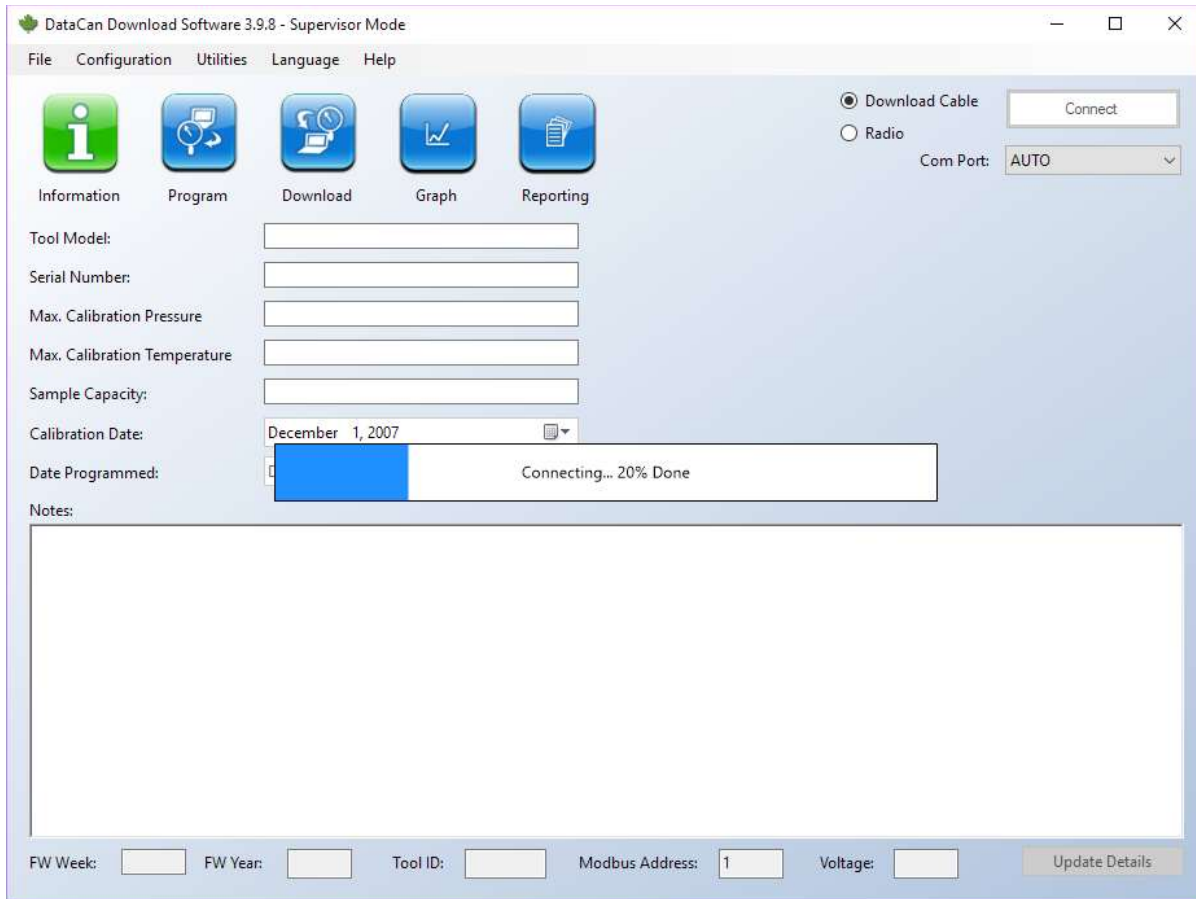 DataCan Download Software 3.9.8 - Supervisor Mode
File Configuration Utilities Language Help
Download Cable
Connect
Radio
Com Port: AUTO
Information Program Download Graph Reporting
Tool Model:
Serial Number:
Max. Calibration Pressure
Max. Calibration Temperature
Sample Capacity:
Calibration Date: December 1, 2007
Date Programmed:
Connecting... 20% Done
Notes:
FW Week: FW Year: Tool ID: Modbus Address: 1 Voltage: Update Details